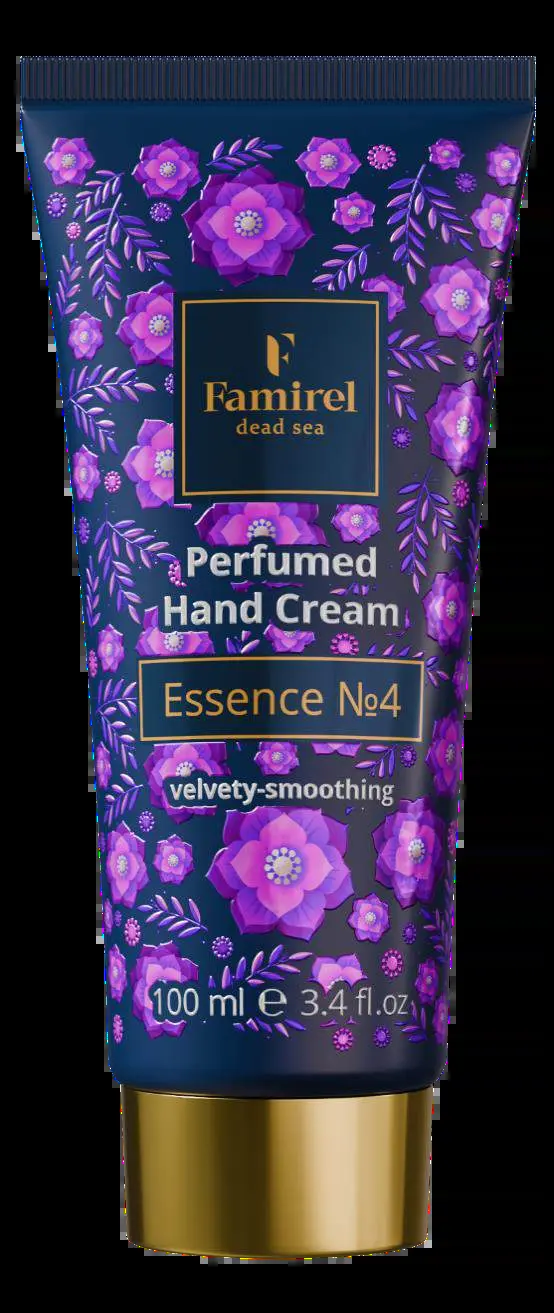 Famirel
dead sea
Perfumed
Hand Cream
Essence №4
velvety-smoothing
100 ml ℮ 3.4 fl.oz